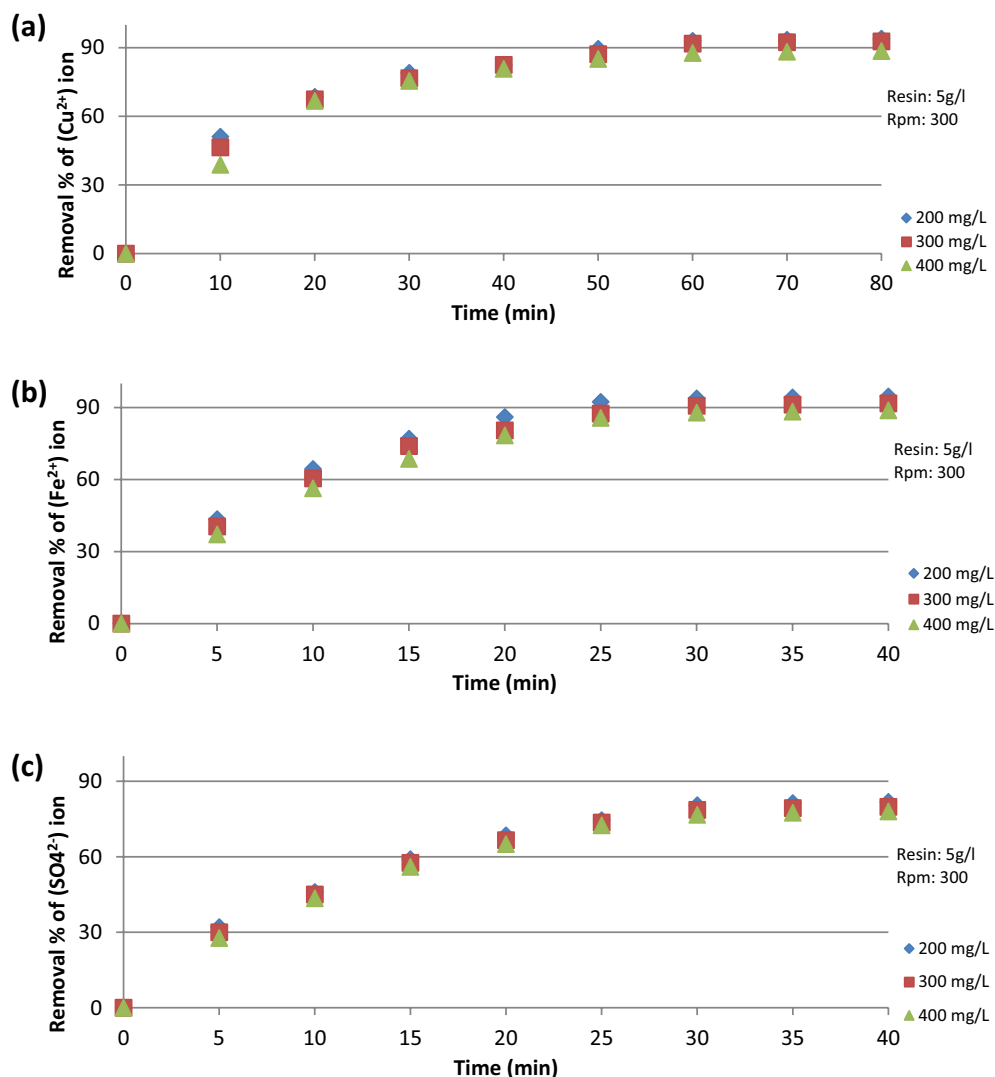 (a)
Removal % of (Cu²⁺) ion
90
60
30
0
0 10 20 30 40 50 60 70 80
Time (min)
Resin: 5g/l
Rpm: 300
200 mg/L
300 mg/L
400 mg/L
(b)
Removal % of (Fe²⁺) ion
90
60
30
0
0 5 10 15 20 25 30 35 40
Time (min)
Resin: 5g/l
Rpm: 300
200 mg/L
300 mg/L
400 mg/L
(c)
Removal % of (SO4²⁻) ion
90
60
30
0
0 5 10 15 20 25 30 35 40
Time (min)
Resin: 5g/l
Rpm: 300
200 mg/L
300 mg/L
400 mg/L